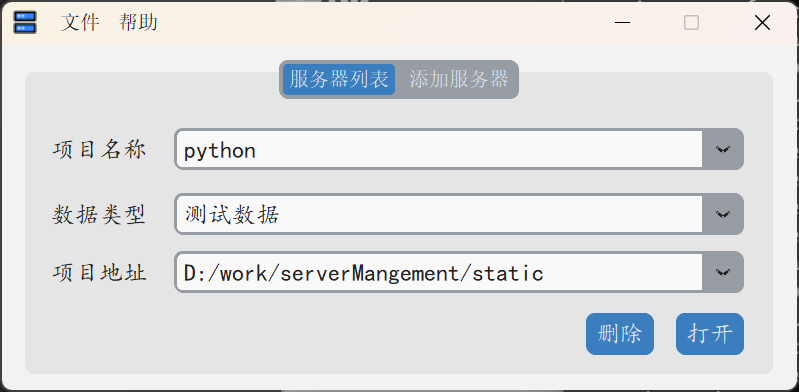 文件 帮助
服务器列表 添加服务器
项目名称 python
数据类型 测试数据
项目地址 D:/work/serverMangement/static
删除 打开